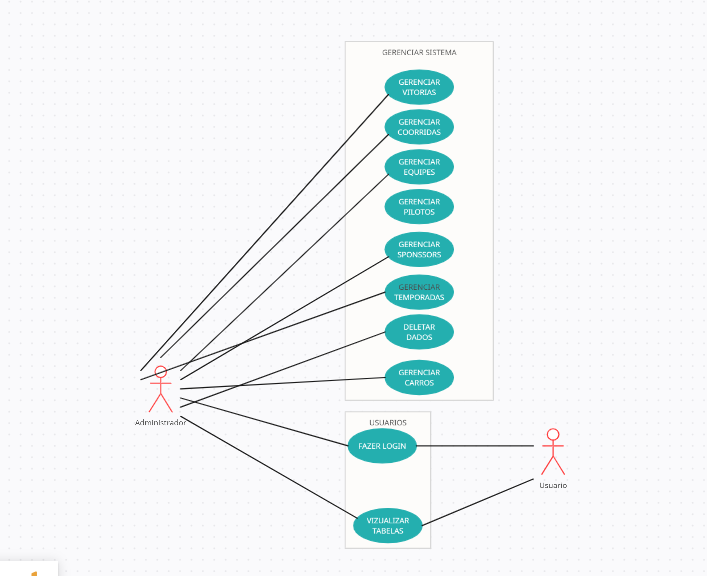 GERENCIAR SISTEMA
GERENCIAR
VITORIAS
GERENCIAR
COORRIDAS
GERENCIAR
EQUIPES
GERENCIAR
PILOTOS
GERENCIAR
SPONSSORS
GERENCIAR
TEMPORADAS
DELETAR
DADOS
GERENCIAR
CARROS
Administrador
USUARIOS
FAZER LOGIN
Usuario
VIZUALIZAR
TABELAS